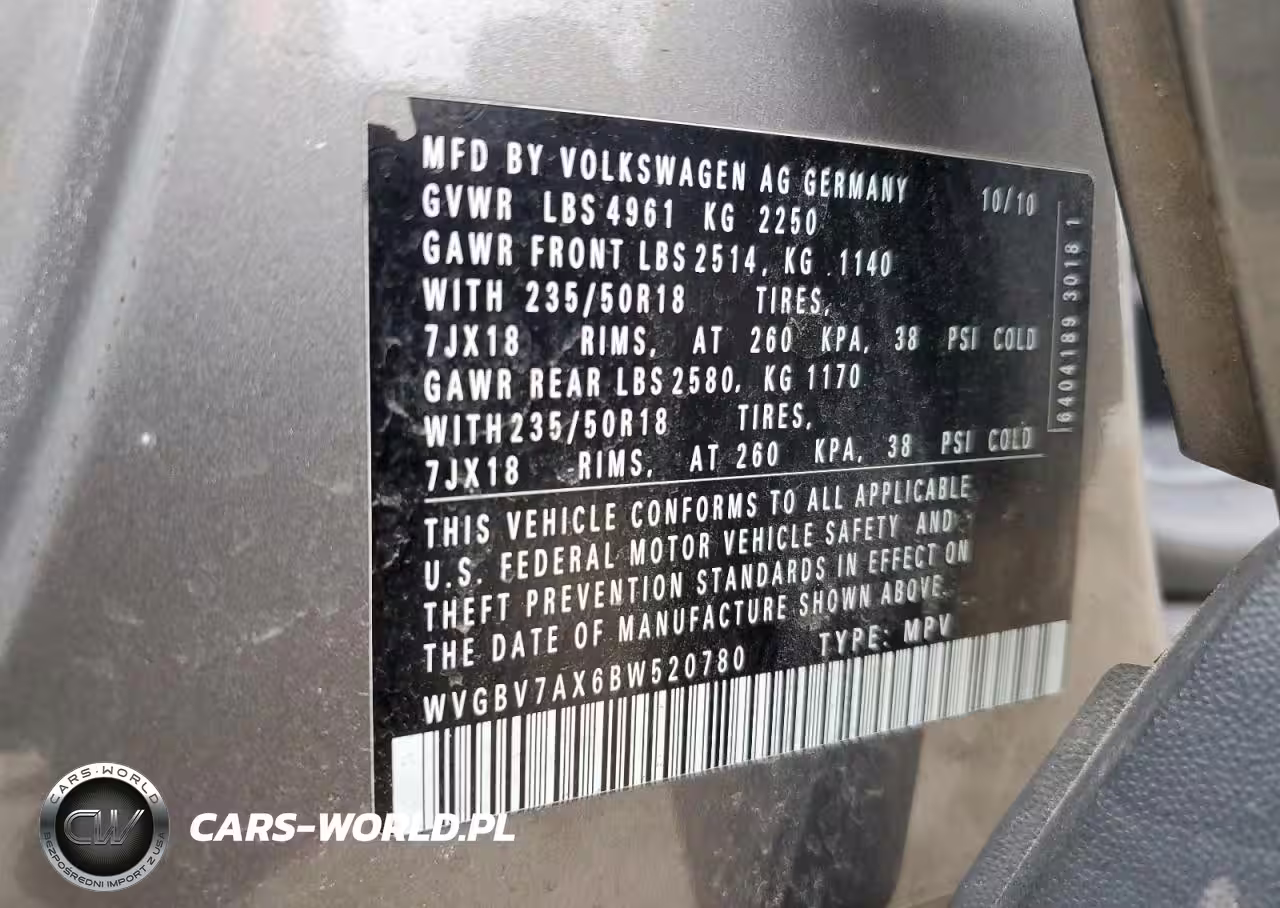 MFD BY VOLKSWAGEN AG GERMANY 10/10
GVWR LBS 4961 KG 2250
GAWR FRONT LBS 2514, KG .1140
WITH 235/50R18 TIRES,
7JX18 RIMS, AT 260 KPA, 38 PSI COLD
GAWR REAR LBS 2580, KG 1170
WITH 235/50R18 TIRES,
7JX18 RIMS, AT 260 KPA, 38 PSI COLD
6404189 3018 1
THIS VEHICLE CONFORMS TO ALL APPLICABLE
U.S. FEDERAL MOTOR VEHICLE SAFETY AND
THEFT PREVENTION STANDARDS IN EFFECT ON
THE DATE OF MANUFACTURE SHOWN ABOVE.
WVGBV7AX6BW520780 TYPE: MPV
CARS-WORLD
CW
BEZPOŚREDNI IMPORT Z USA
CARS-WORLD.PL